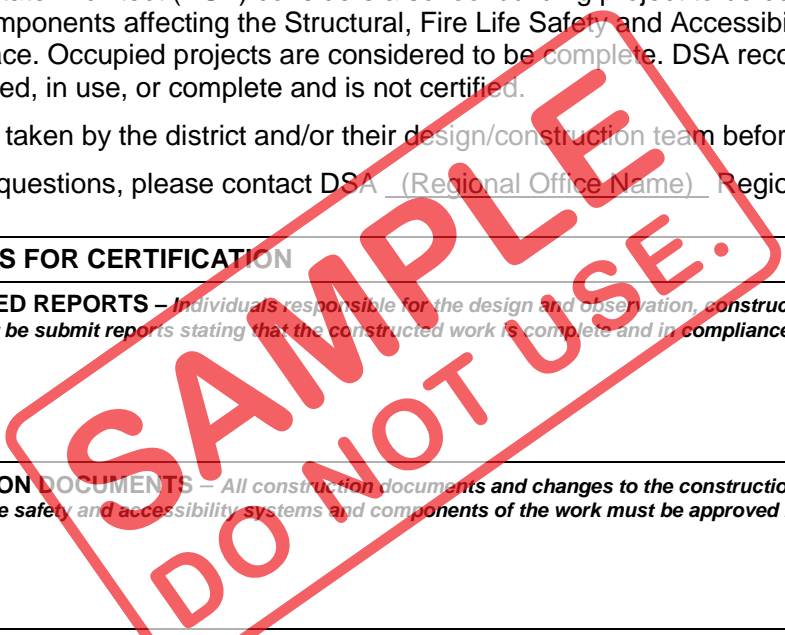 mponents affecting the Structural, Fire Life Safety and Accessibi
ace. Occupied projects are considered to be complete. DSA reco
ed, in use, or complete and is not certified.
taken by the district and/or their design/construction team befor
questions, please contact DSA (Regional Office Name) Regio
S FOR CERTIFICATION
ED REPORTS – Individuals responsible for the design and observation, construc
be submit reports stating that the constructed work is complete and in compliance
ON DOCUMENTS – All construction documents and changes to the constructio
e safety and accessibility systems and components of the work must be approved
SAMPLE
DO NOT USE.